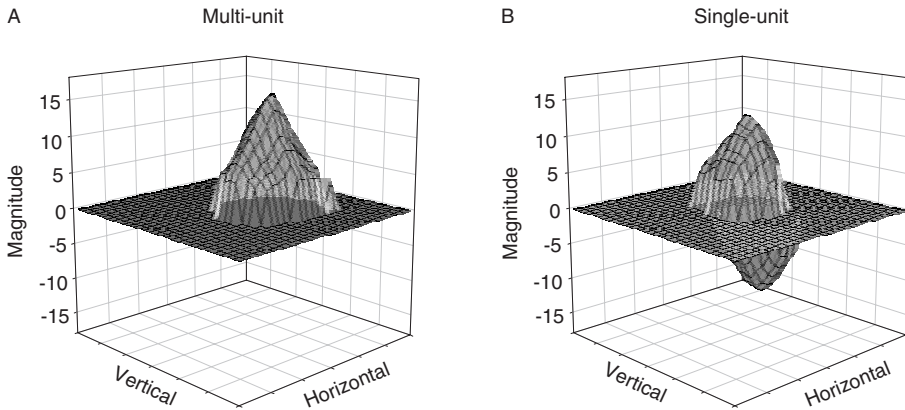 A
Multi-unit
15
10
5
0
-5
-10
-15
Magnitude
Vertical
Horizontal
B
Single-unit
15
10
5
0
-5
-10
-15
Magnitude
Vertical
Horizontal